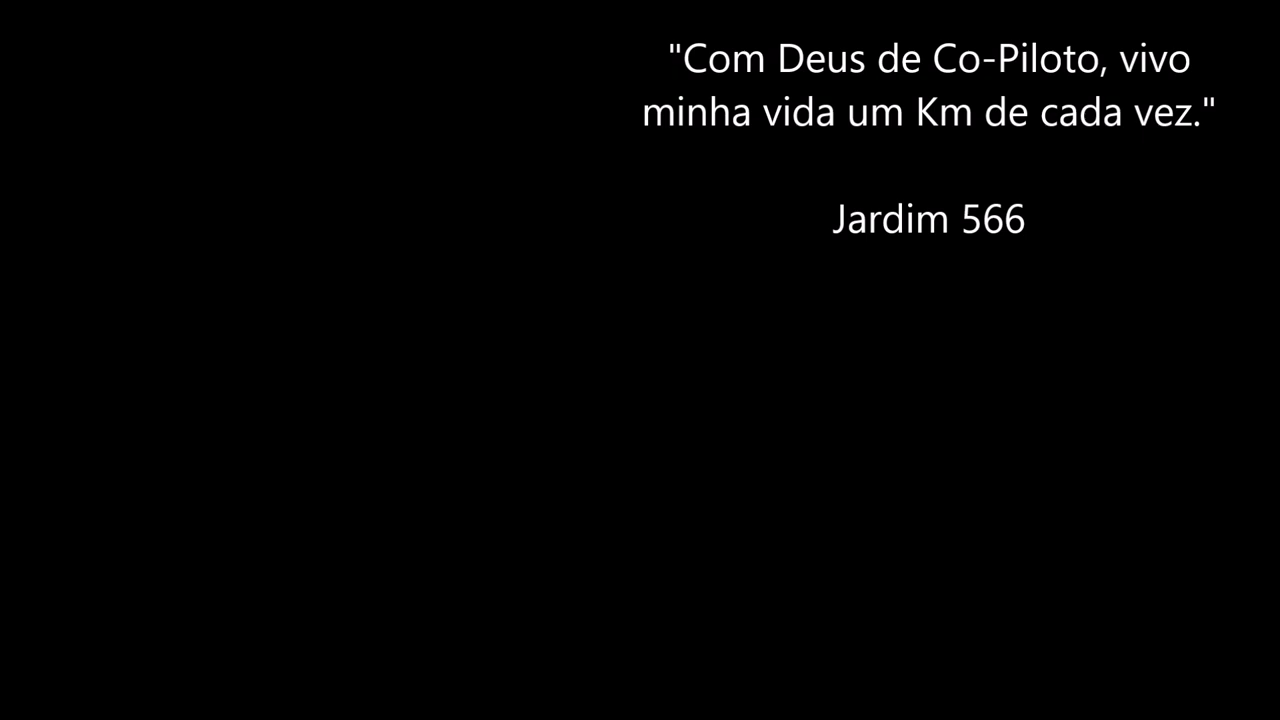 "Com Deus de Co-Piloto, vivo
minha vida um Km de cada vez."
Jardim 566